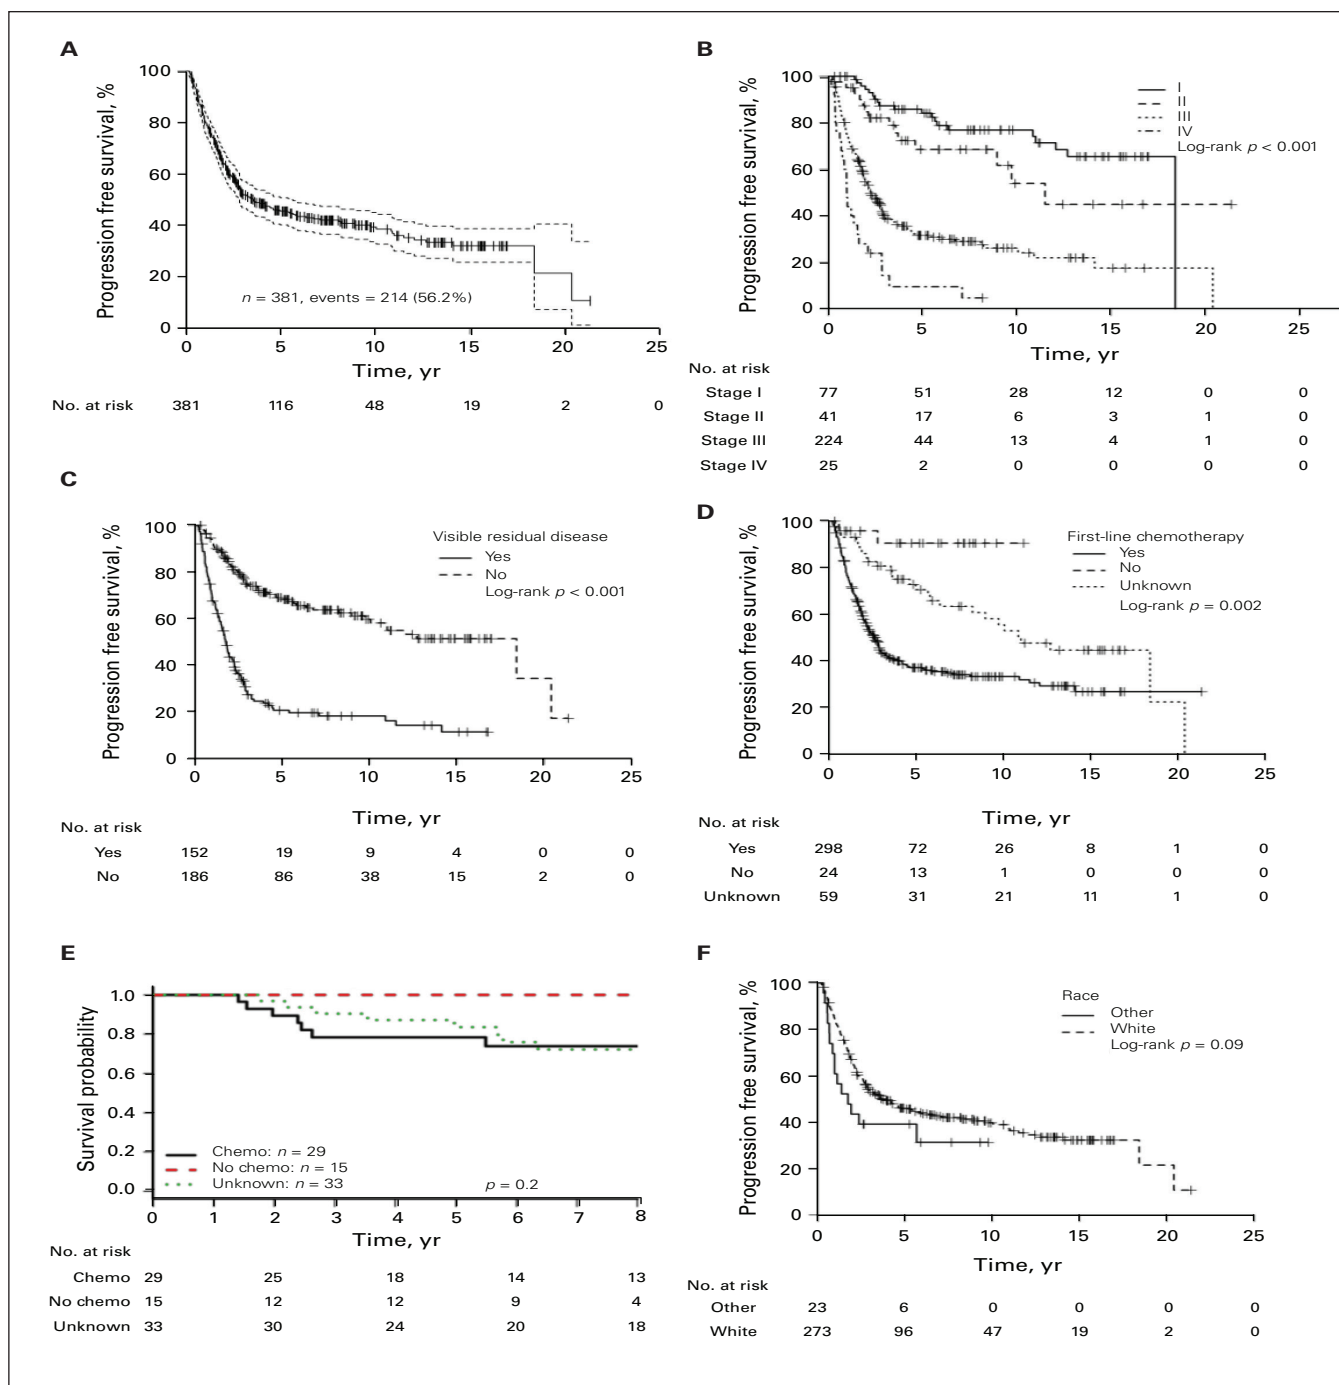 A
Progression free survival, %
100
80
60
40
20
0
n = 381, events = 214 (56.2%)
0 5 10 15 20 25
Time, yr
No. at risk 381 116 48 19 2 0
B
Progression free survival, %
100
80
60
40
20
0
I
II
III
IV
Log-rank p < 0.001
0 5 10 15 20 25
Time, yr
No. at risk
Stage I 77 51 28 12 0 0
Stage II 41 17 6 3 1 0
Stage III 224 44 13 4 1 0
Stage IV 25 2 0 0 0 0
C
Progression free survival, %
100
80
60
40
20
0
Visible residual disease
Yes
No
Log-rank p < 0.001
0 5 10 15 20 25
Time, yr
No. at risk
Yes 152 19 9 4 0 0
No 186 86 38 15 2 0
D
Progression free survival, %
100
80
60
40
20
0
First-line chemotherapy
Yes
No
Unknown
Log-rank p = 0.002
0 5 10 15 20 25
Time, yr
No. at risk
Yes 298 72 26 8 1 0
No 24 13 1 0 0 0
Unknown 59 31 21 11 1 0
E
Survival probability
1.0
0.8
0.6
0.4
0.2
0.0
Chemo: n = 29
No chemo: n = 15
Unknown: n = 33
p = 0.2
0 1 2 3 4 5 6 7 8
Time, yr
No. at risk
Chemo 29 25 18 14 13
No chemo 15 12 12 9 4
Unknown 33 30 24 20 18
F
Progression free survival, %
100
80
60
40
20
0
Race
Other
White
Log-rank p = 0.09
0 5 10 15 20 25
Time, yr
No. at risk
Other 23 6 0 0 0 0
White 273 96 47 19 2 0